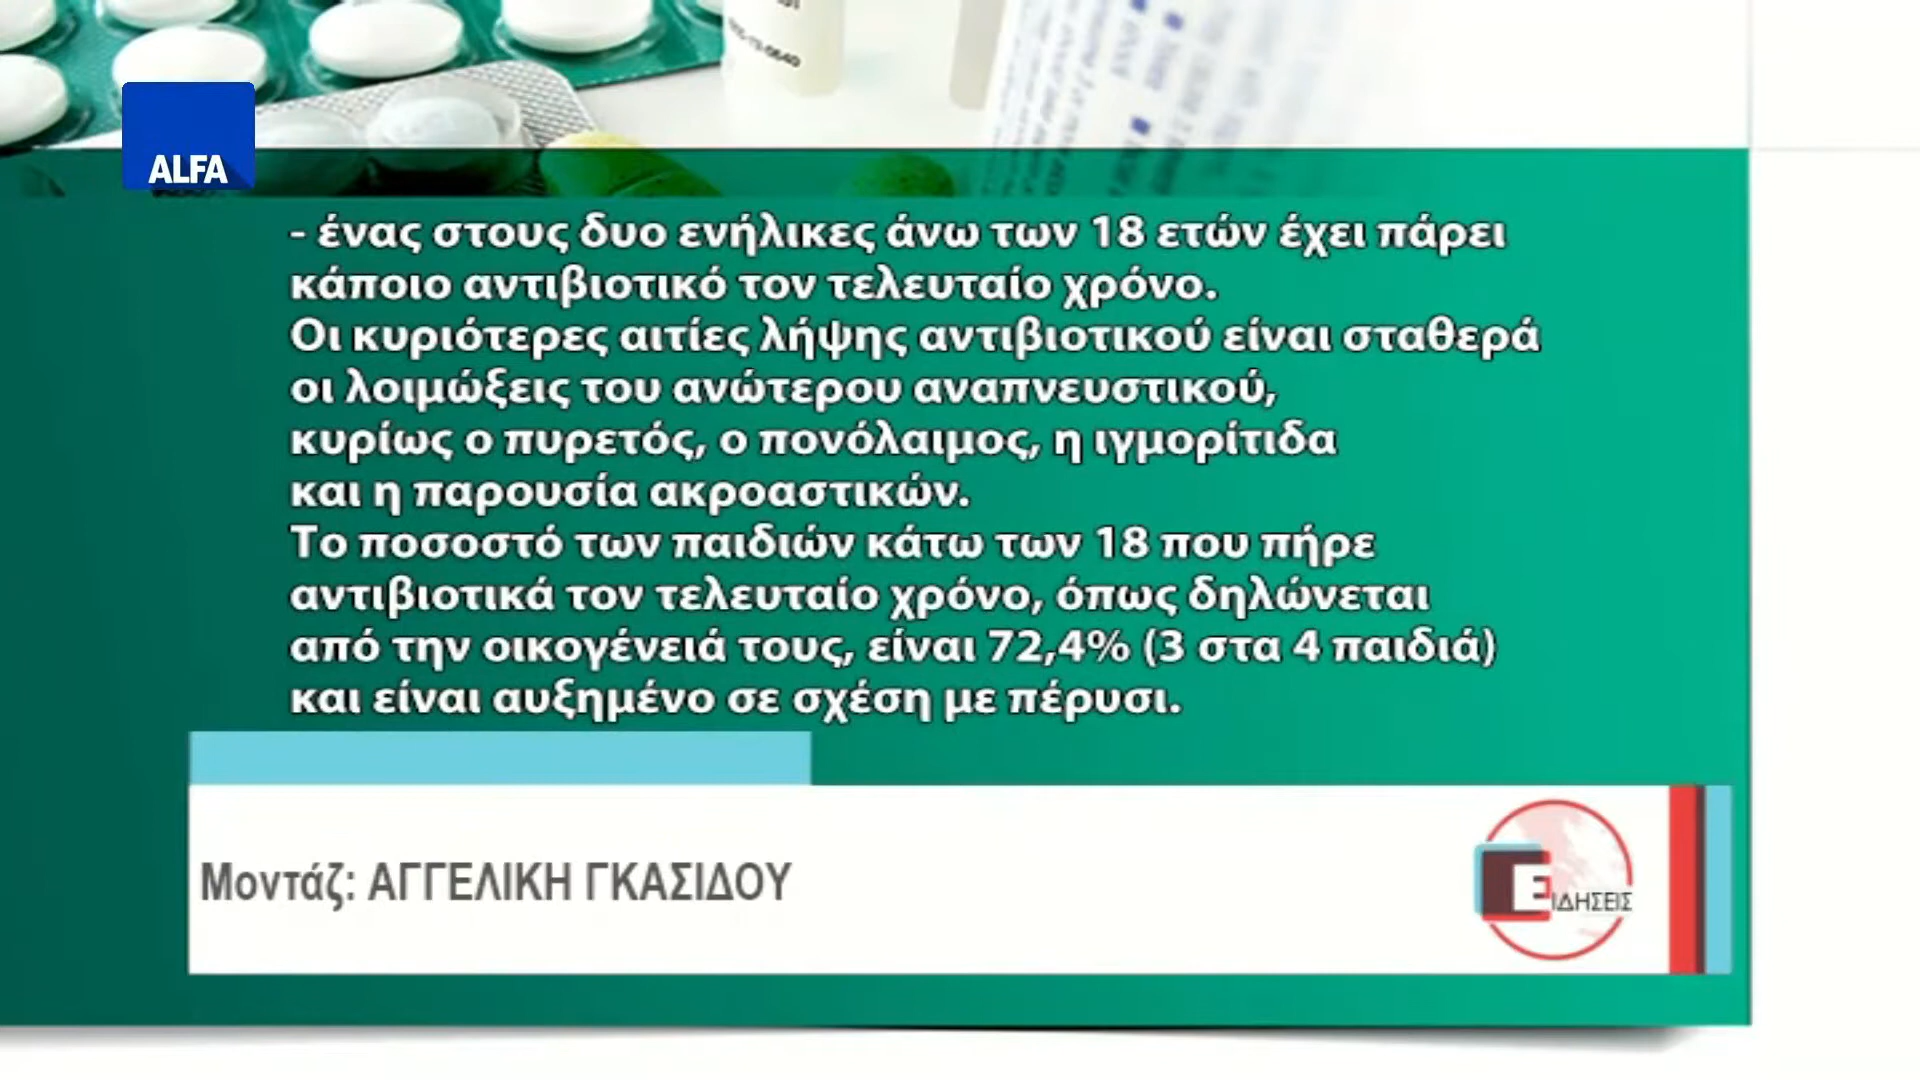 ALFA
- ένας στους δυο ενήλικες άνω των 18 ετών έχει πάρει
κάποιο αντιβιοτικό τον τελευταίο χρόνο.
Οι κυριότερες αιτίες λήψης αντιβιοτικού είναι σταθερά
οι λοιμώξεις του ανώτερου αναπνευστικού,
κυρίως ο πυρετός, ο πονόλαιμος, η ιγμορίτιδα
και η παρουσία ακροαστικών.
Το ποσοστό των παιδιών κάτω των 18 που πήρε
αντιβιοτικά τον τελευταίο χρόνο, όπως δηλώνεται
από την οικογένειά τους, είναι 72,4% (3 στα 4 παιδιά)
και είναι αυξημένο σε σχέση με πέρυσι.
Μοντάζ: ΑΓΓΕΛΙΚΗ ΓΚΑΣΙΔΟΥ
ΕΙΔΗΣΕΙΣ